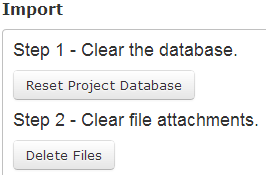 Import
Step 1 - Clear the database.
Reset Project Database
Step 2 - Clear file attachments.
Delete Files